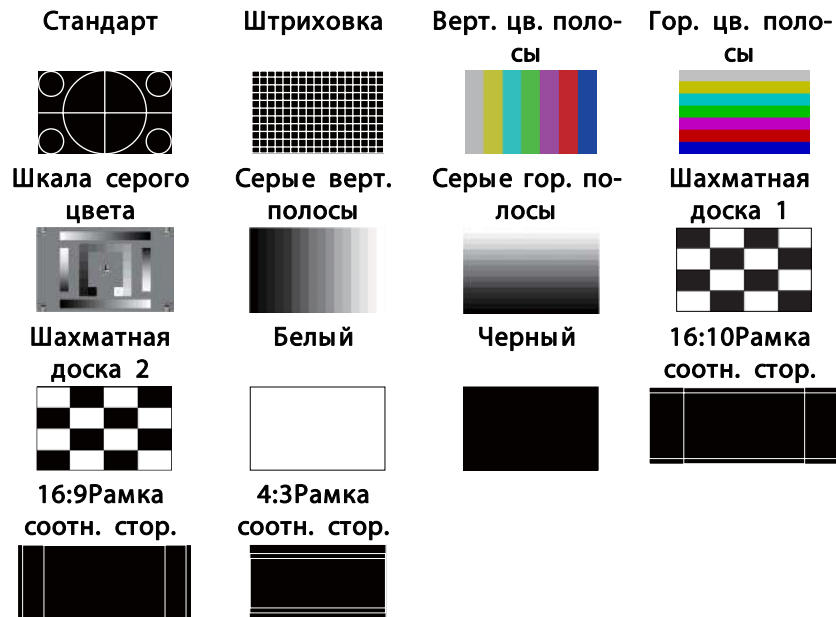 Стандарт
Штриховка
Верт. цв. поло-
сы
Гор. цв. поло-
сы
Шкала серого
цвета
Серые верт.
полосы
Серые гор. по-
лосы
Шахматная
доска 1
Шахматная
доска 2
Белый
Черный
16:10Рамка
соотн. стор.
16:9Рамка
соотн. стор.
4:3Рамка
соотн. стор.